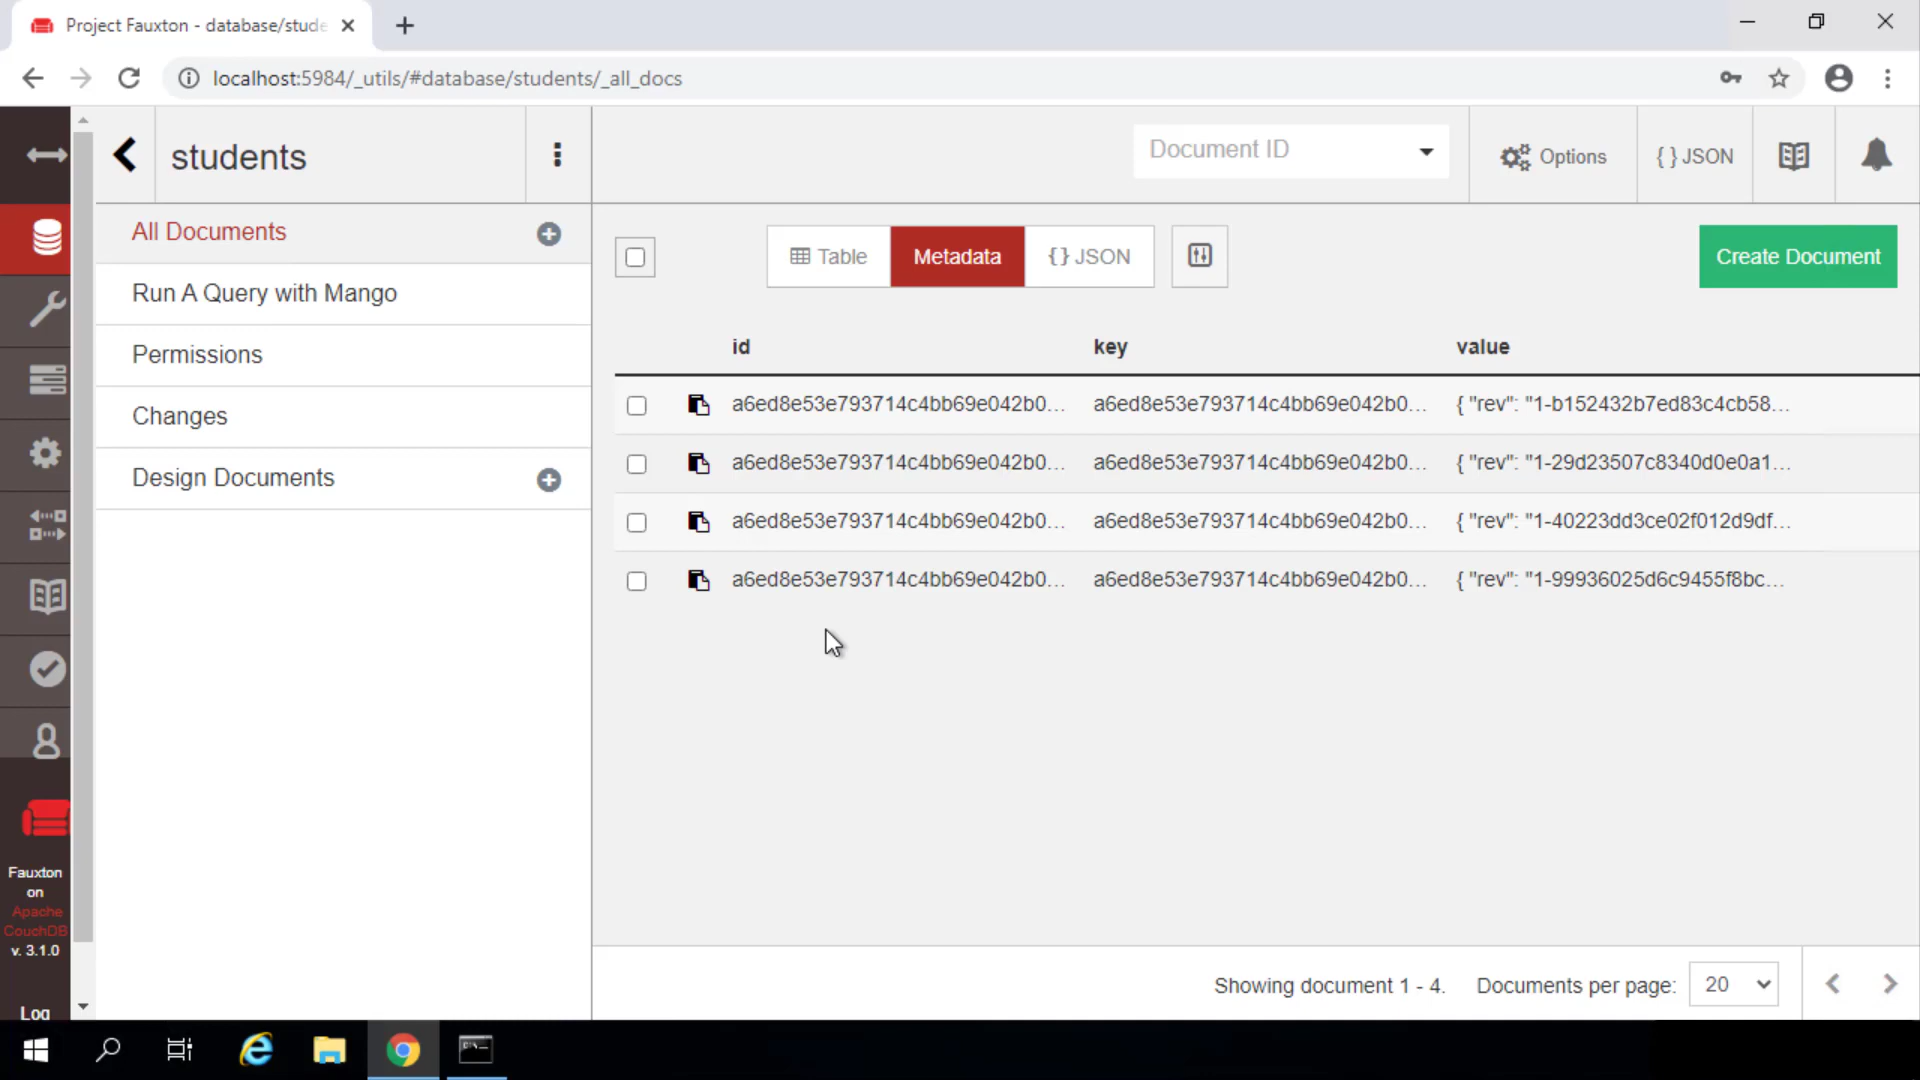 Project Fauxton - database/stude
localhost:5984/_utils/#database/students/_all_docs
students
Document ID
Options
{ } JSON
All Documents
Run A Query with Mango
Permissions
Changes
Design Documents
Table
Metadata
{ } JSON
Create Document
id key value
a6ed8e53e793714c4bb69e042b0... a6ed8e53e793714c4bb69e042b0... { "rev": "1-b152432b7ed83c4cb58...
a6ed8e53e793714c4bb69e042b0... a6ed8e53e793714c4bb69e042b0... { "rev": "1-29d23507c8340d0e0a1...
a6ed8e53e793714c4bb69e042b0... a6ed8e53e793714c4bb69e042b0... { "rev": "1-40223dd3ce02f012d9df...
a6ed8e53e793714c4bb69e042b0... a6ed8e53e793714c4bb69e042b0... { "rev": "1-99936025d6c9455f8bc...
Fauxton
on
Apache
CouchDB
v. 3.1.0
Log
Showing document 1 - 4. Documents per page: 20